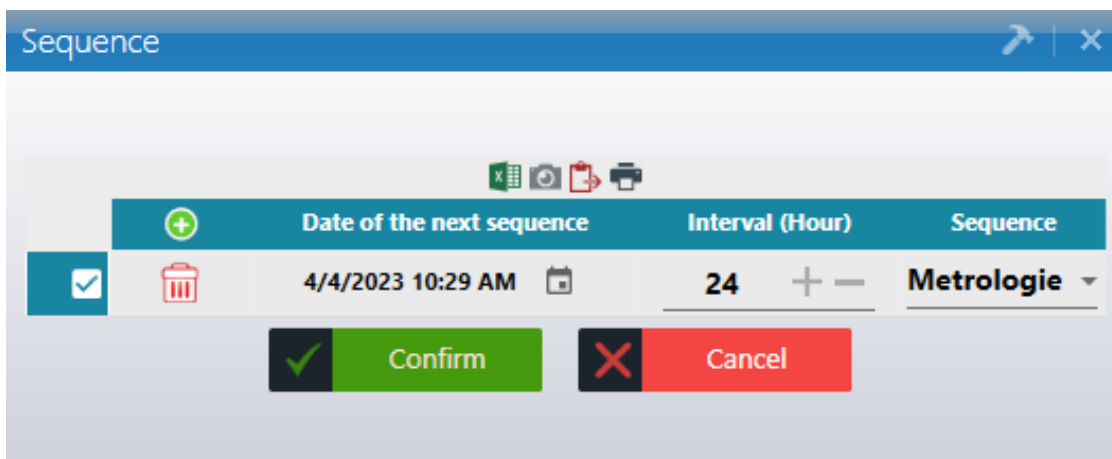 Sequence
Date of the next sequence Interval (Hour) Sequence
4/4/2023 10:29 AM 24 Metrologie
Confirm Cancel